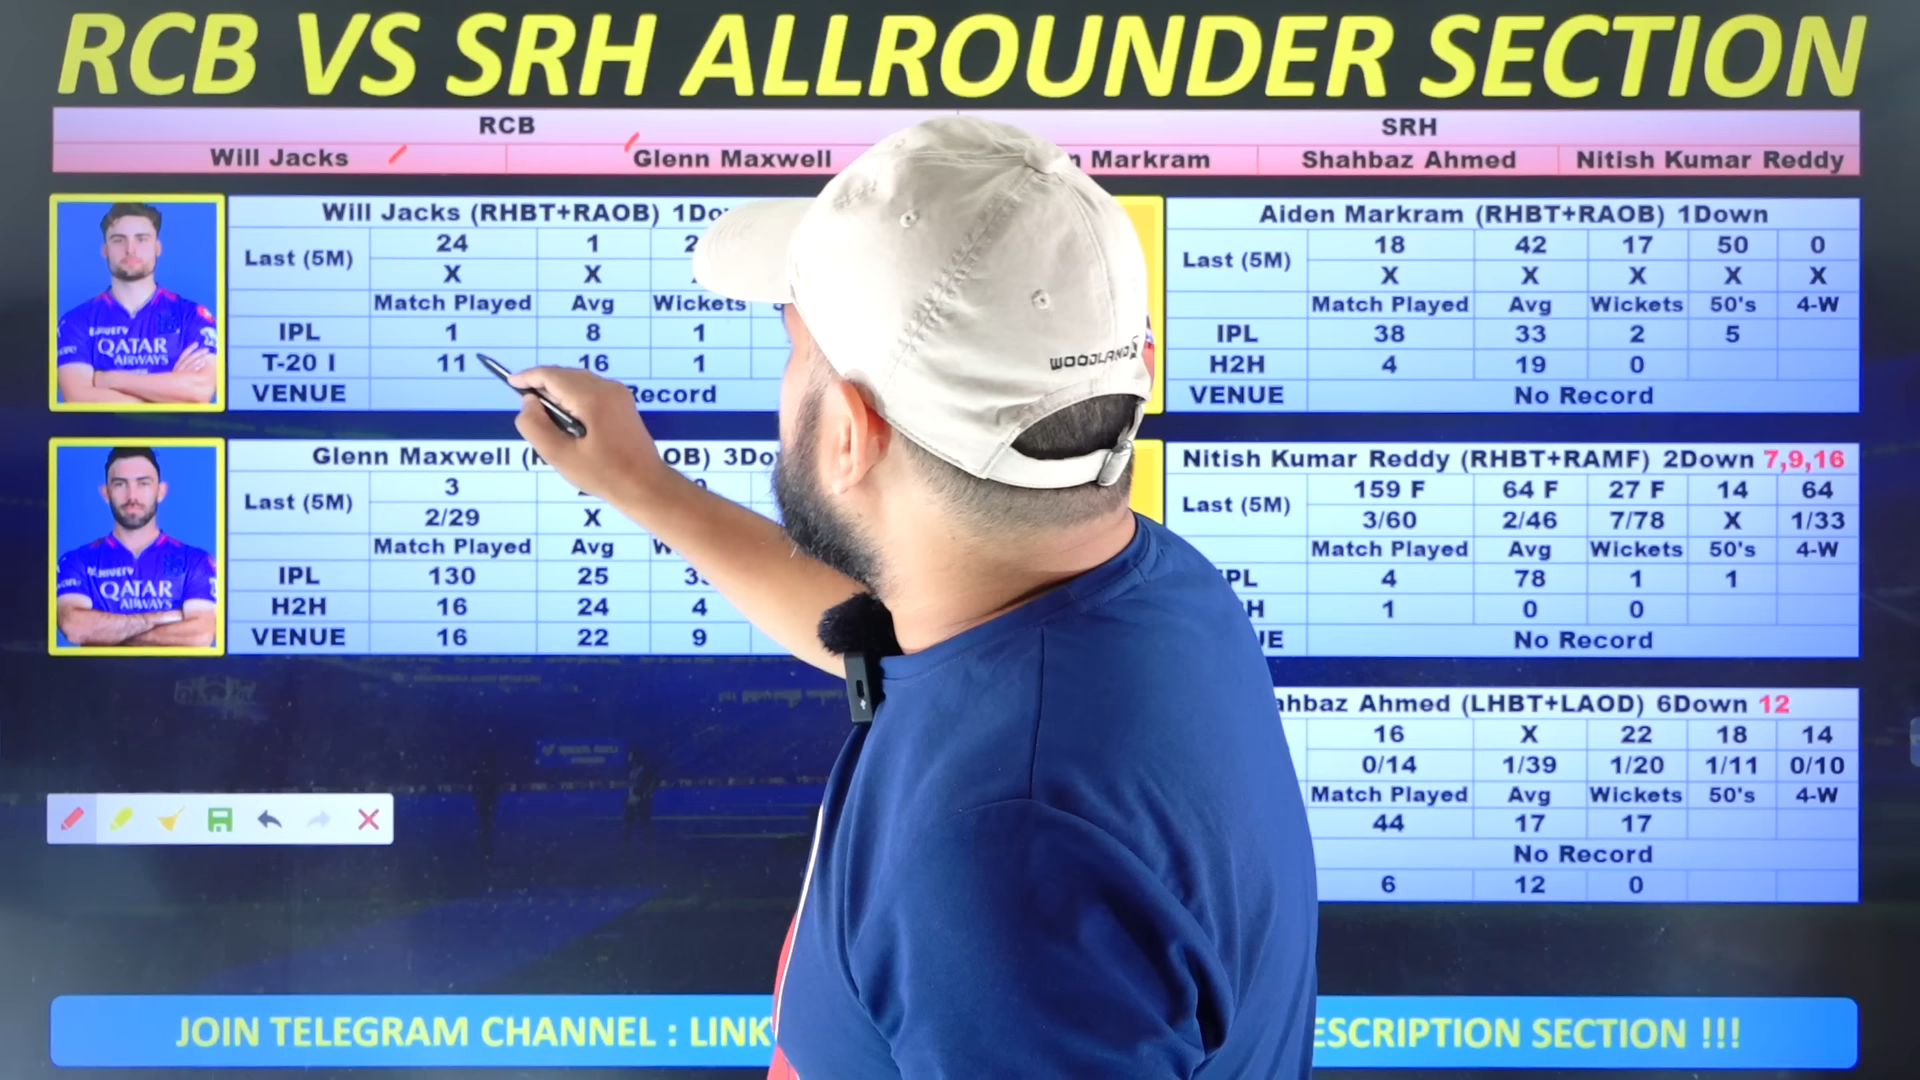 RCB VS SRH ALLROUNDER SECTION
RCB SRH
Will Jacks Glenn Maxwell Markram Shahbaz Ahmed Nitish Kumar Reddy
Will Jacks (RHBT+RAOB)
Last (5M) 24 1
X X
Match Played Avg Wickets
IPL 1 8 1
T-20 I 11 16 1
VENUE Record
QATAR
AIRWAYS
Glenn Maxwell
Last (5M) 3
2/29 X
Match Played Avg
IPL 130 25
H2H 16 24 4
VENUE 16 22 9
QATAR
AIRWAYS
WOODLAND
Aiden Markram (RHBT+RAOB) 1Down
Last (5M) 18 42 17 50 0
X X X X X
Match Played Avg Wickets 50's 4-W
IPL 38 33 2 5
H2H 4 19 0
VENUE No Record
Nitish Kumar Reddy (RHBT+RAMF) 2Down 7,9,16
Last (5M) 159 F 64 F 27 F 14 64
3/60 2/46 7/78 X 1/33
Match Played Avg Wickets 50's 4-W
4 78 1 1
1 0 0
No Record
Ahmed (LHBT+LAOD) 6Down 12
16 X 22 18 14
0/14 1/39 1/20 1/11 0/10
Match Played Avg Wickets 50's 4-W
44 17 17
No Record
6 12 0
JOIN TELEGRAM CHANNEL : LINK SECTION !!!